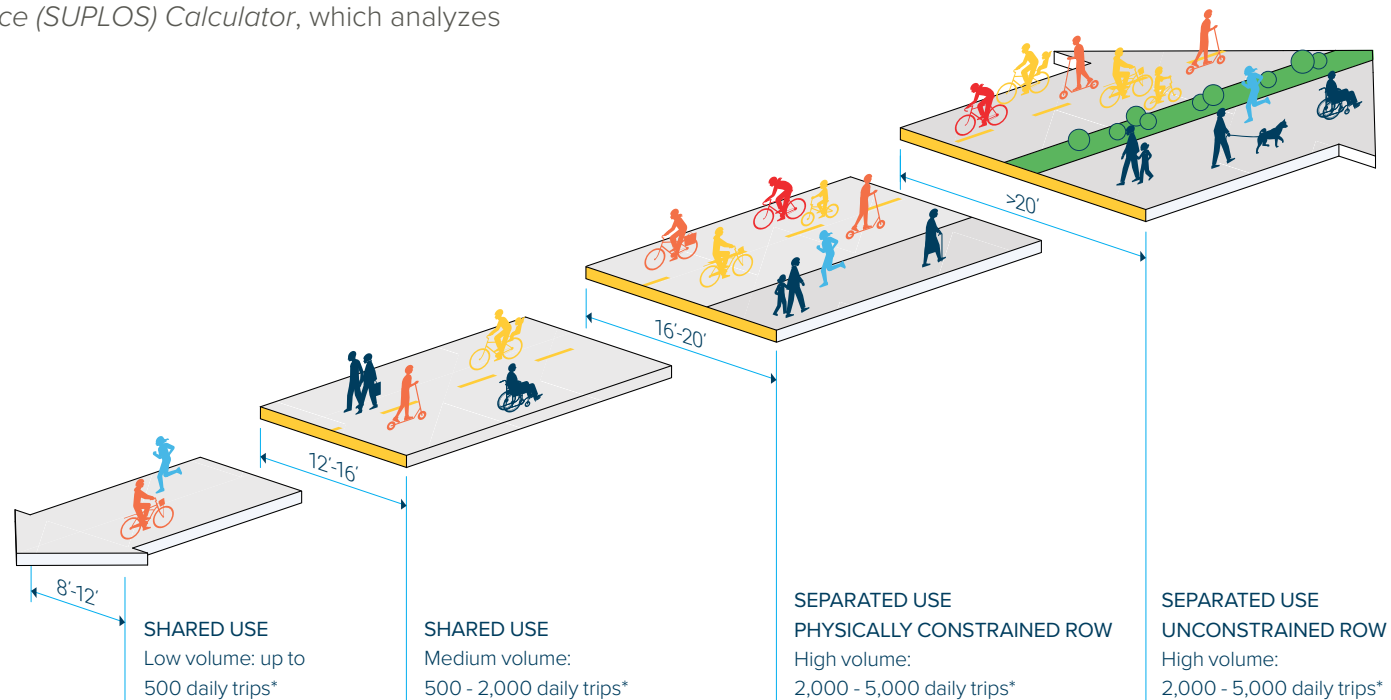 ce (SUPLOS) Calculator, which analyzes
>20'
16'-20'
12'-16'
8'-12'
SHARED USE
Low volume: up to
500 daily trips*
SHARED USE
Medium volume:
500 - 2,000 daily trips*
SEPARATED USE
PHYSICALLY CONSTRAINED ROW
High volume:
2,000 - 5,000 daily trips*
SEPARATED USE
UNCONSTRAINED ROW
High volume:
2,000 - 5,000 daily trips*